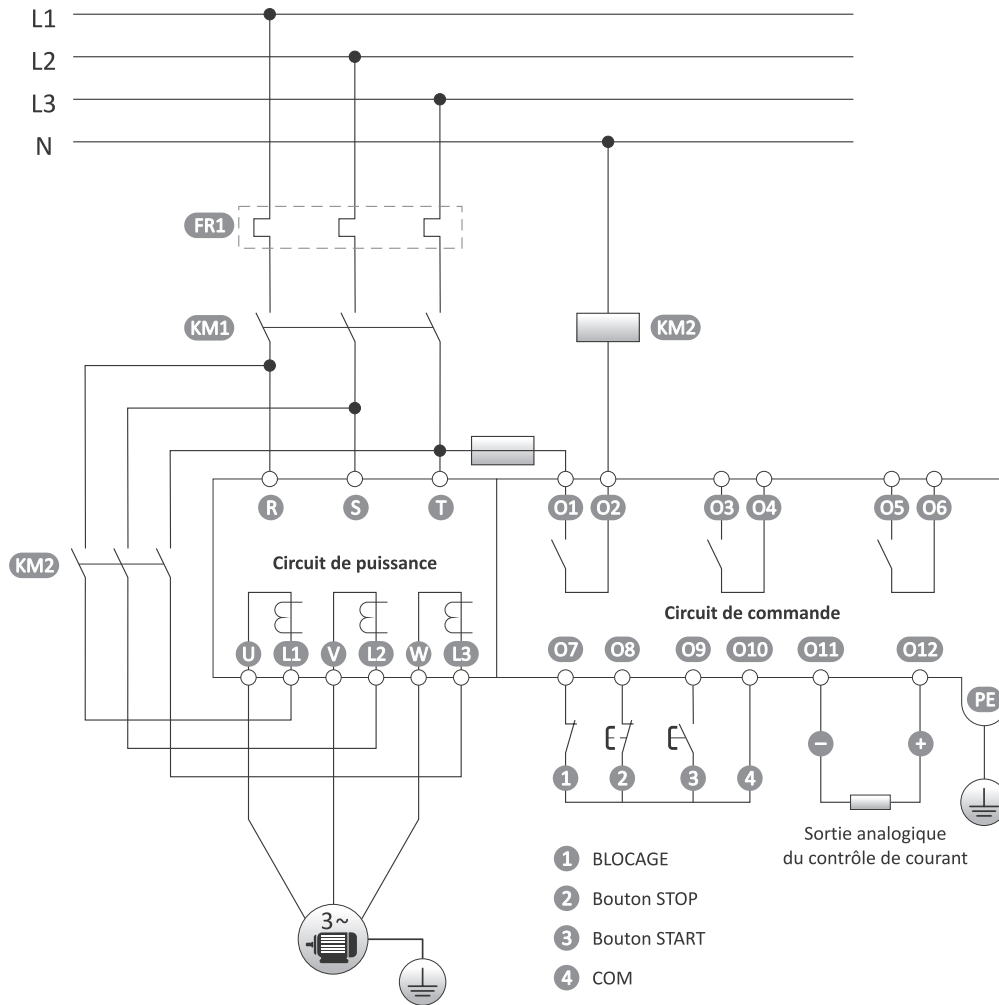 L1
L2
L3
N
FR1
KM1
KM2
R
S
T
O1
O2
O3
O4
O5
O6
KM2
Circuit de puissance
Circuit de commande
U
L1
V
L2
W
L3
O7
O8
O9
O10
O11
O12
PE
−
+
1
2
3
4
Sortie analogique
du contrôle de courant
1 BLOCAGE
2 Bouton STOP
3 Bouton START
4 COM
3~